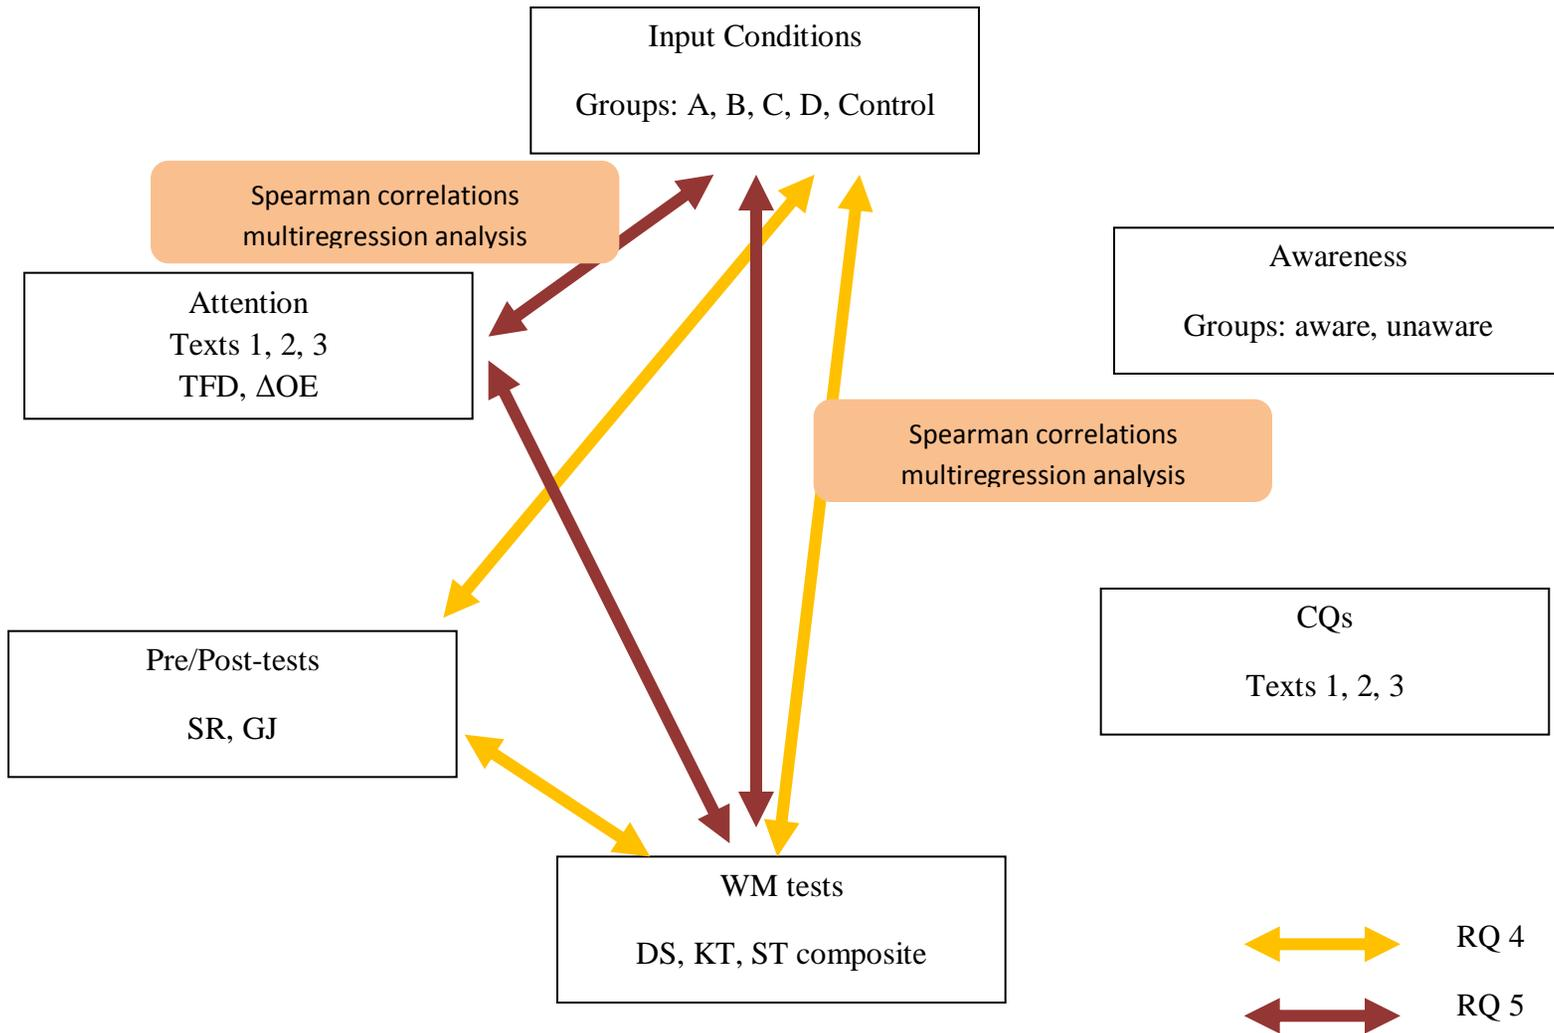 Input Conditions
Groups: A, B, C, D, Control
Spearman correlations
multiregression analysis
Awareness
Groups: aware, unaware
Attention
Texts 1, 2, 3
TFD, ΔOE
Spearman correlations
multiregression analysis
CQs
Texts 1, 2, 3
Pre/Post-tests
SR, GJ
WM tests
DS, KT, ST composite
RQ 4
RQ 5